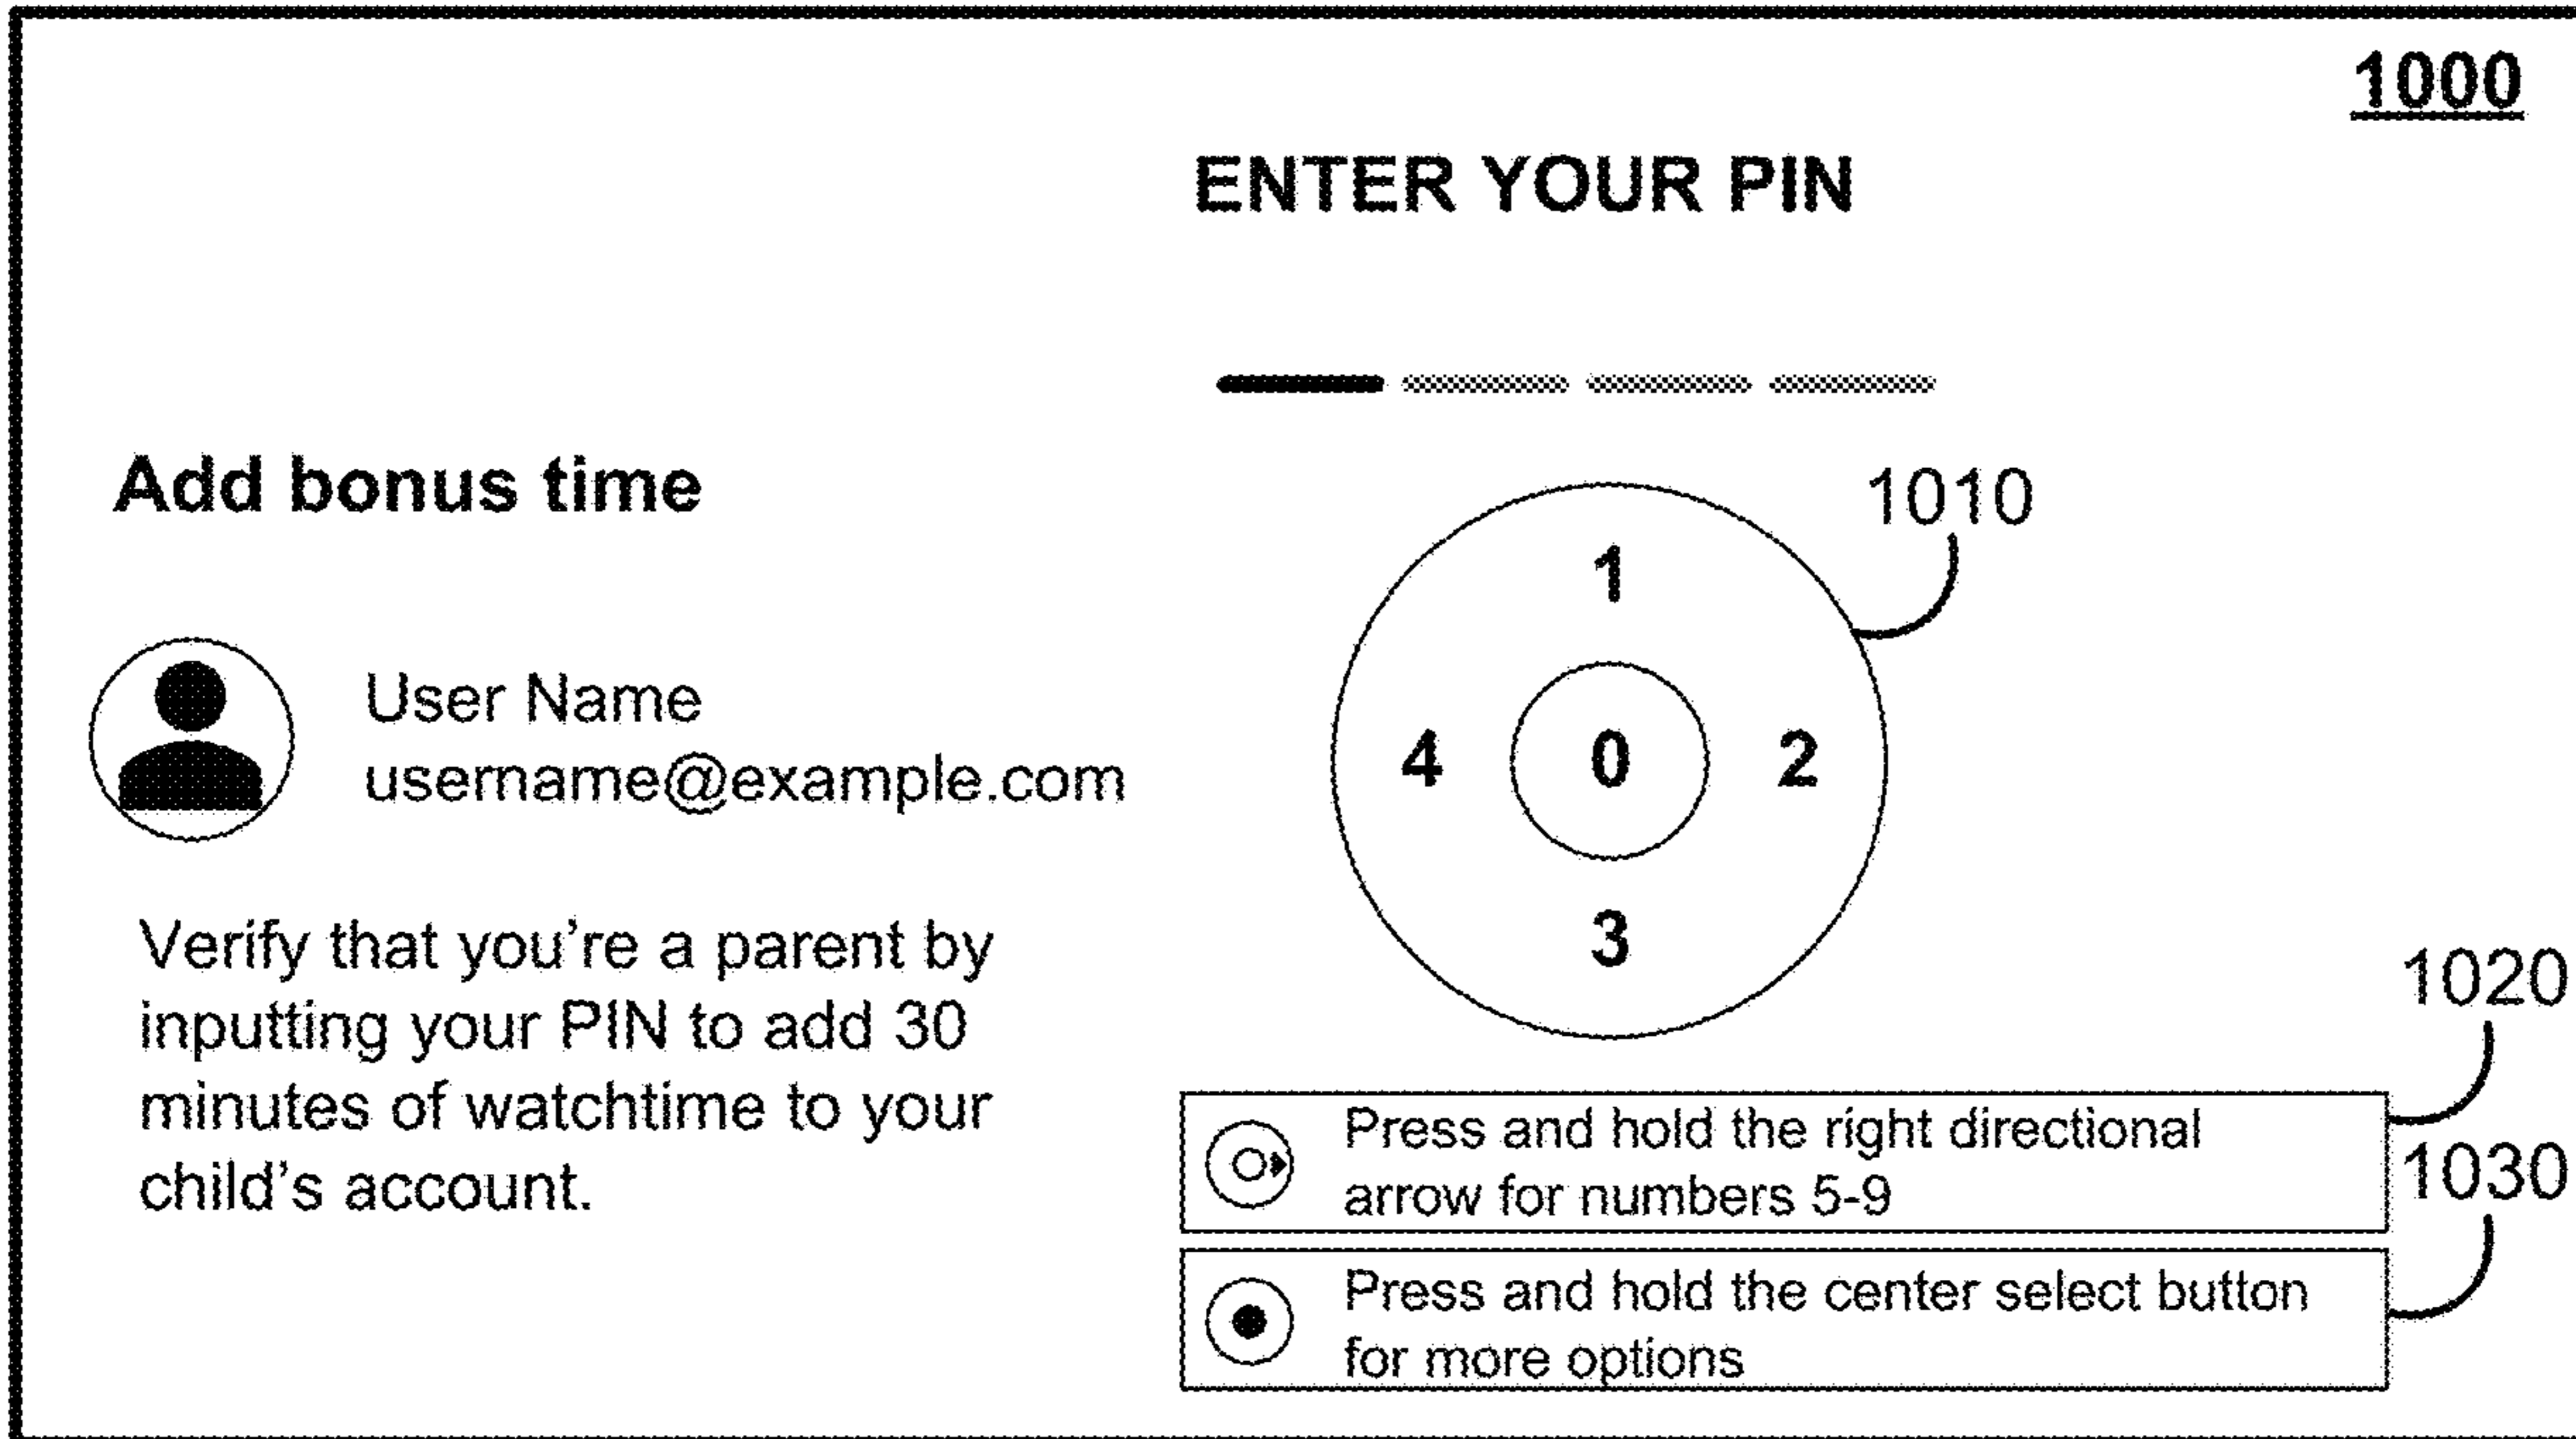 1000
ENTER YOUR PIN
Add bonus time
User Name
username@example.com
Verify that you're a parent by
inputting your PIN to add 30
minutes of watchtime to your
child's account.
1010
1
4 0 2
3
1020
Press and hold the right directional
arrow for numbers 5-9
1030
Press and hold the center select button
for more options